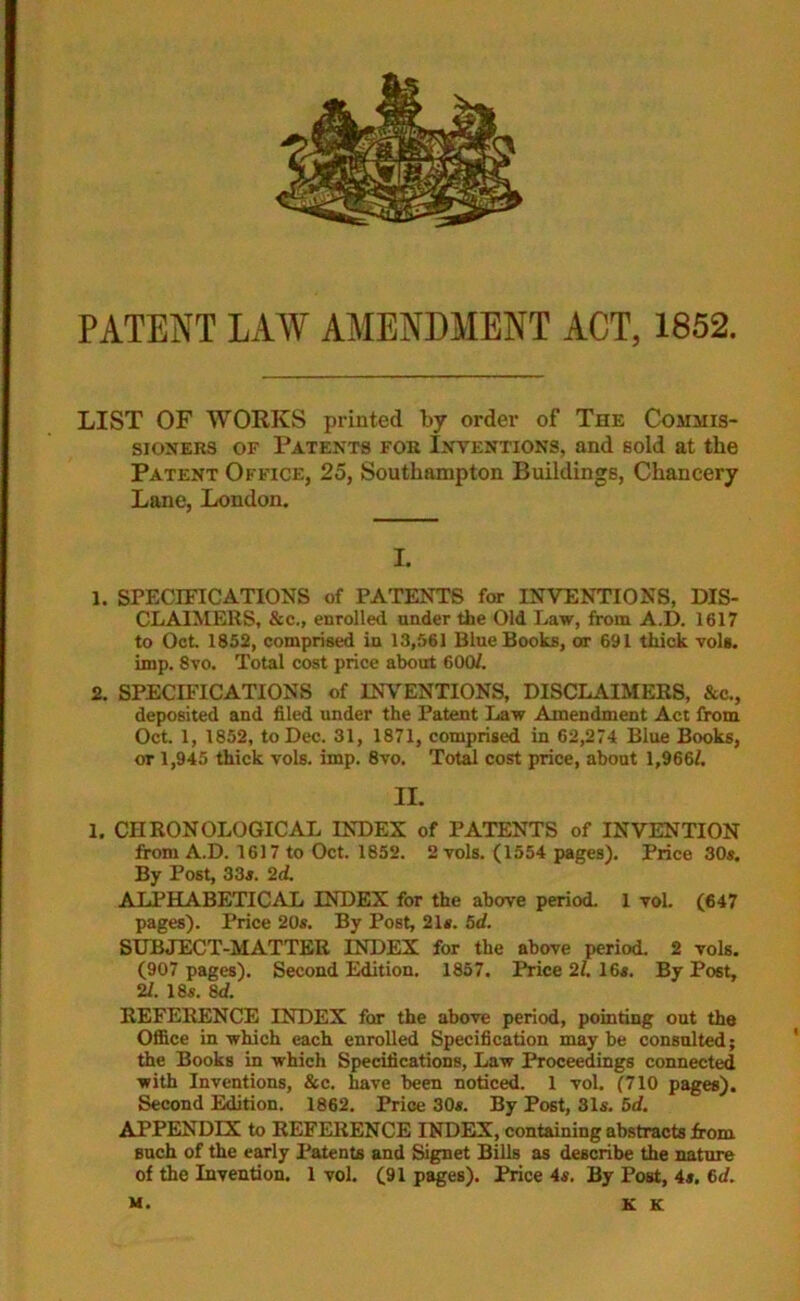 PATENT LAW AMENDMENT ACT, 1852.
LIST OF WORKS printed by order of THE COMMIS-
SIONERS OF PATENTS FOR INVENTIONS, and sold at the
PATENT OFFICE, 25, Southampton Buildings, Chancery
Lane, London.
I.
1. SPECIFICATIONS of PATENTS for INVENTIONS, DIS-
CLAIMERS, &c., enrolled under the Old Law, from A.D. 1617
to Oct. 1852, comprised in 13,561 Blue Books, or 691 thick vols.
imp. 8vo. Total cost price about 600l.
2. SPECIFICATIONS of INVENTIONS, DISCLAIMERS, &c.,
deposited and filed under the Patent Law Amendment Act from
Oct. 1, 1852, to Dec. 31, 1871, comprised in 62,274 Blue Books,
or 1,945 thick vols. imp. 8vo. Total cost price, about 1,966l.
II.
1. CHRONOLOGICAL INDEX of PATENTS of INVENTION
from A.D. 1617 to Oct. 1852. 2 vols. (1554 pages). Price 30s.
By Post, 33s. 2d.
ALPHABETICAL INDEX for the above period. 1 vol. (647
pages). Price 20s. By Post, 21s. 5d.
SUBJECT-MATTER INDEX for the above period. 2 vols.
(907 pages). Second Edition. 1857. Price 2l. 16s. By Post,
2l. 18s. 8d.
REFERENCE INDEX for the above period, pointing out the
Office in which each enrolled Specification may be consulted;
the Books in which Specifications, Law Proceedings connected
with Inventions, &c. have been noticed. 1 vol. (710 pages).
Second Edition. 1862. Price 30s. By Post, 31s. 5d.
APPENDIX to REFERENCE INDEX, containing abstracts from
such of the early Patents and Signet Bills as describe the nature
of the Invention. 1 vol. (91 pages). Price 4s. By Post, 4s. 6d.
M. K K